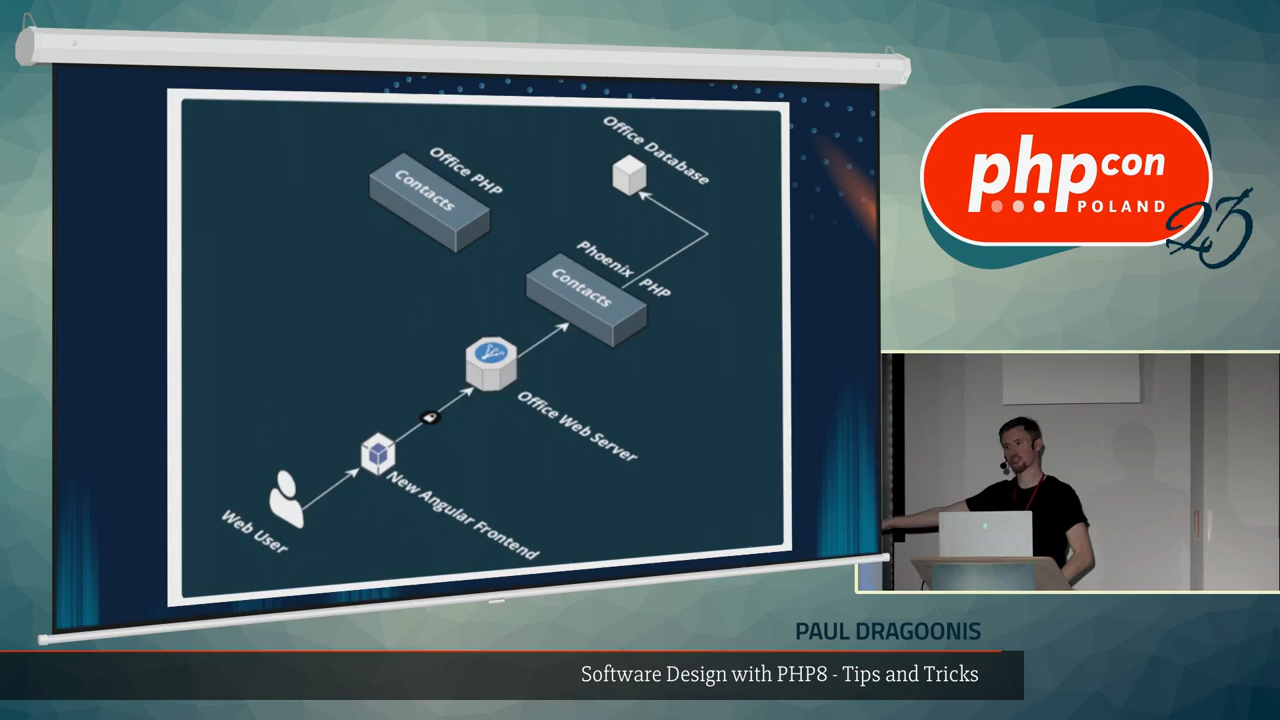 Office Database
Office PHP
Contacts
Phoenix PHP
Contacts
Office Web Server
New Angular Frontend
Web User
php con
POLAND
23
PAUL DRAGOONIS
Software Design with PHP8 - Tips and Tricks